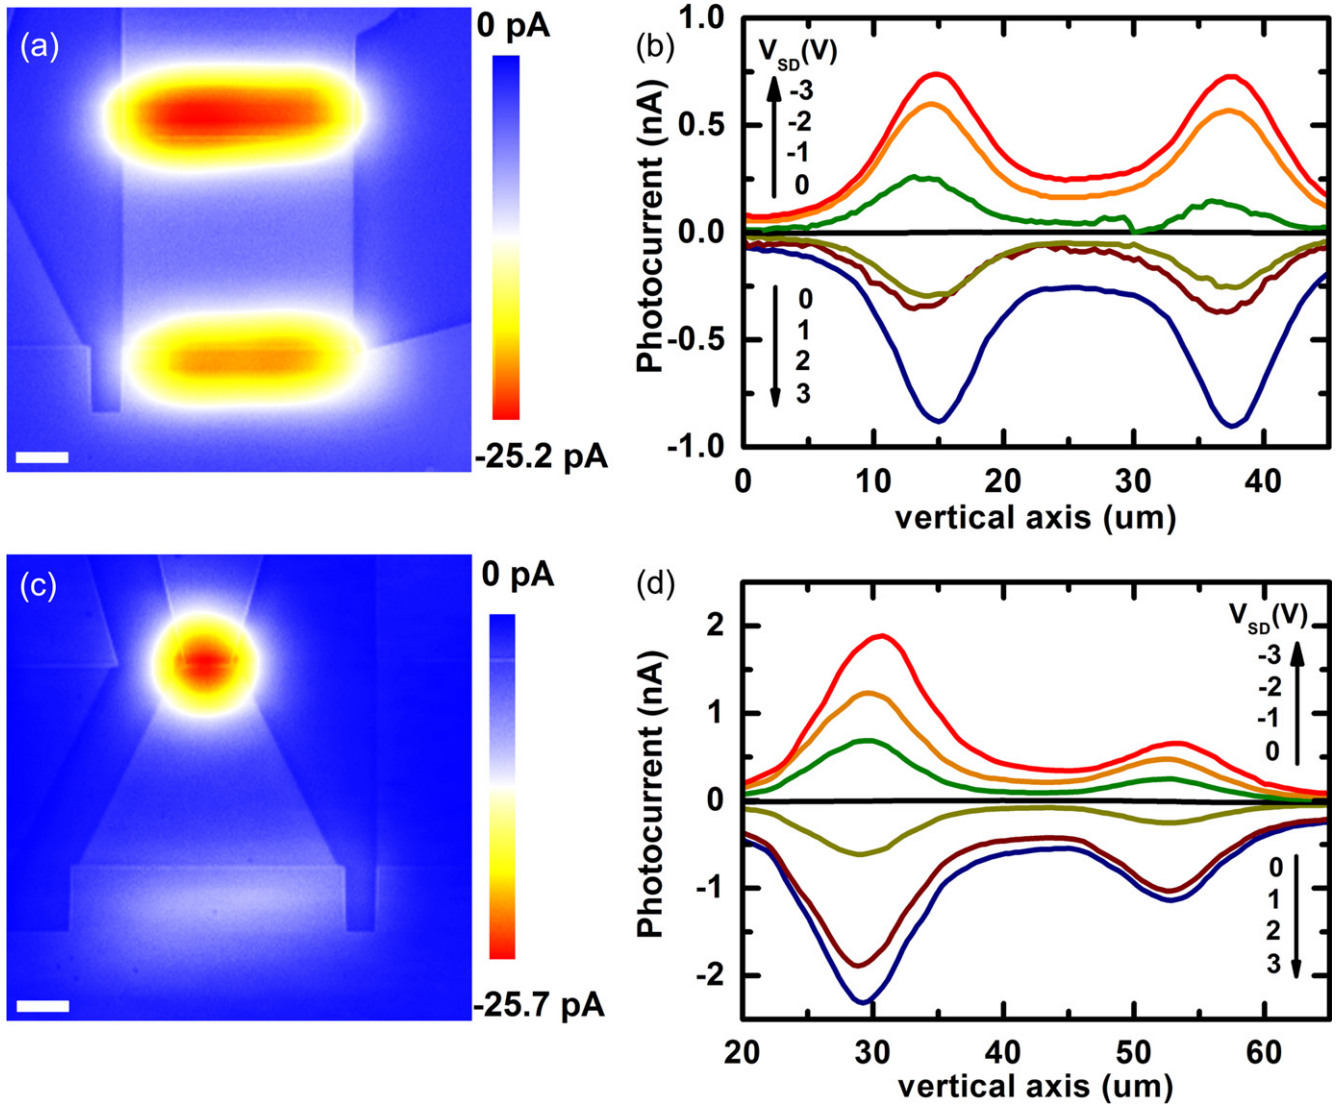 (a)
0 pA
-25.2 pA
(b)
V_SD(V)
-3
-2
-1
0
0
1
2
3
1.0
0.5
0.0
-0.5
-1.0
Photocurrent (nA)
0 10 20 30 40
vertical axis (um)
(c)
0 pA
-25.7 pA
(d)
V_SD(V)
-3
-2
-1
0
0
1
2
3
2
1
0
-1
-2
Photocurrent (nA)
20 30 40 50 60
vertical axis (um)